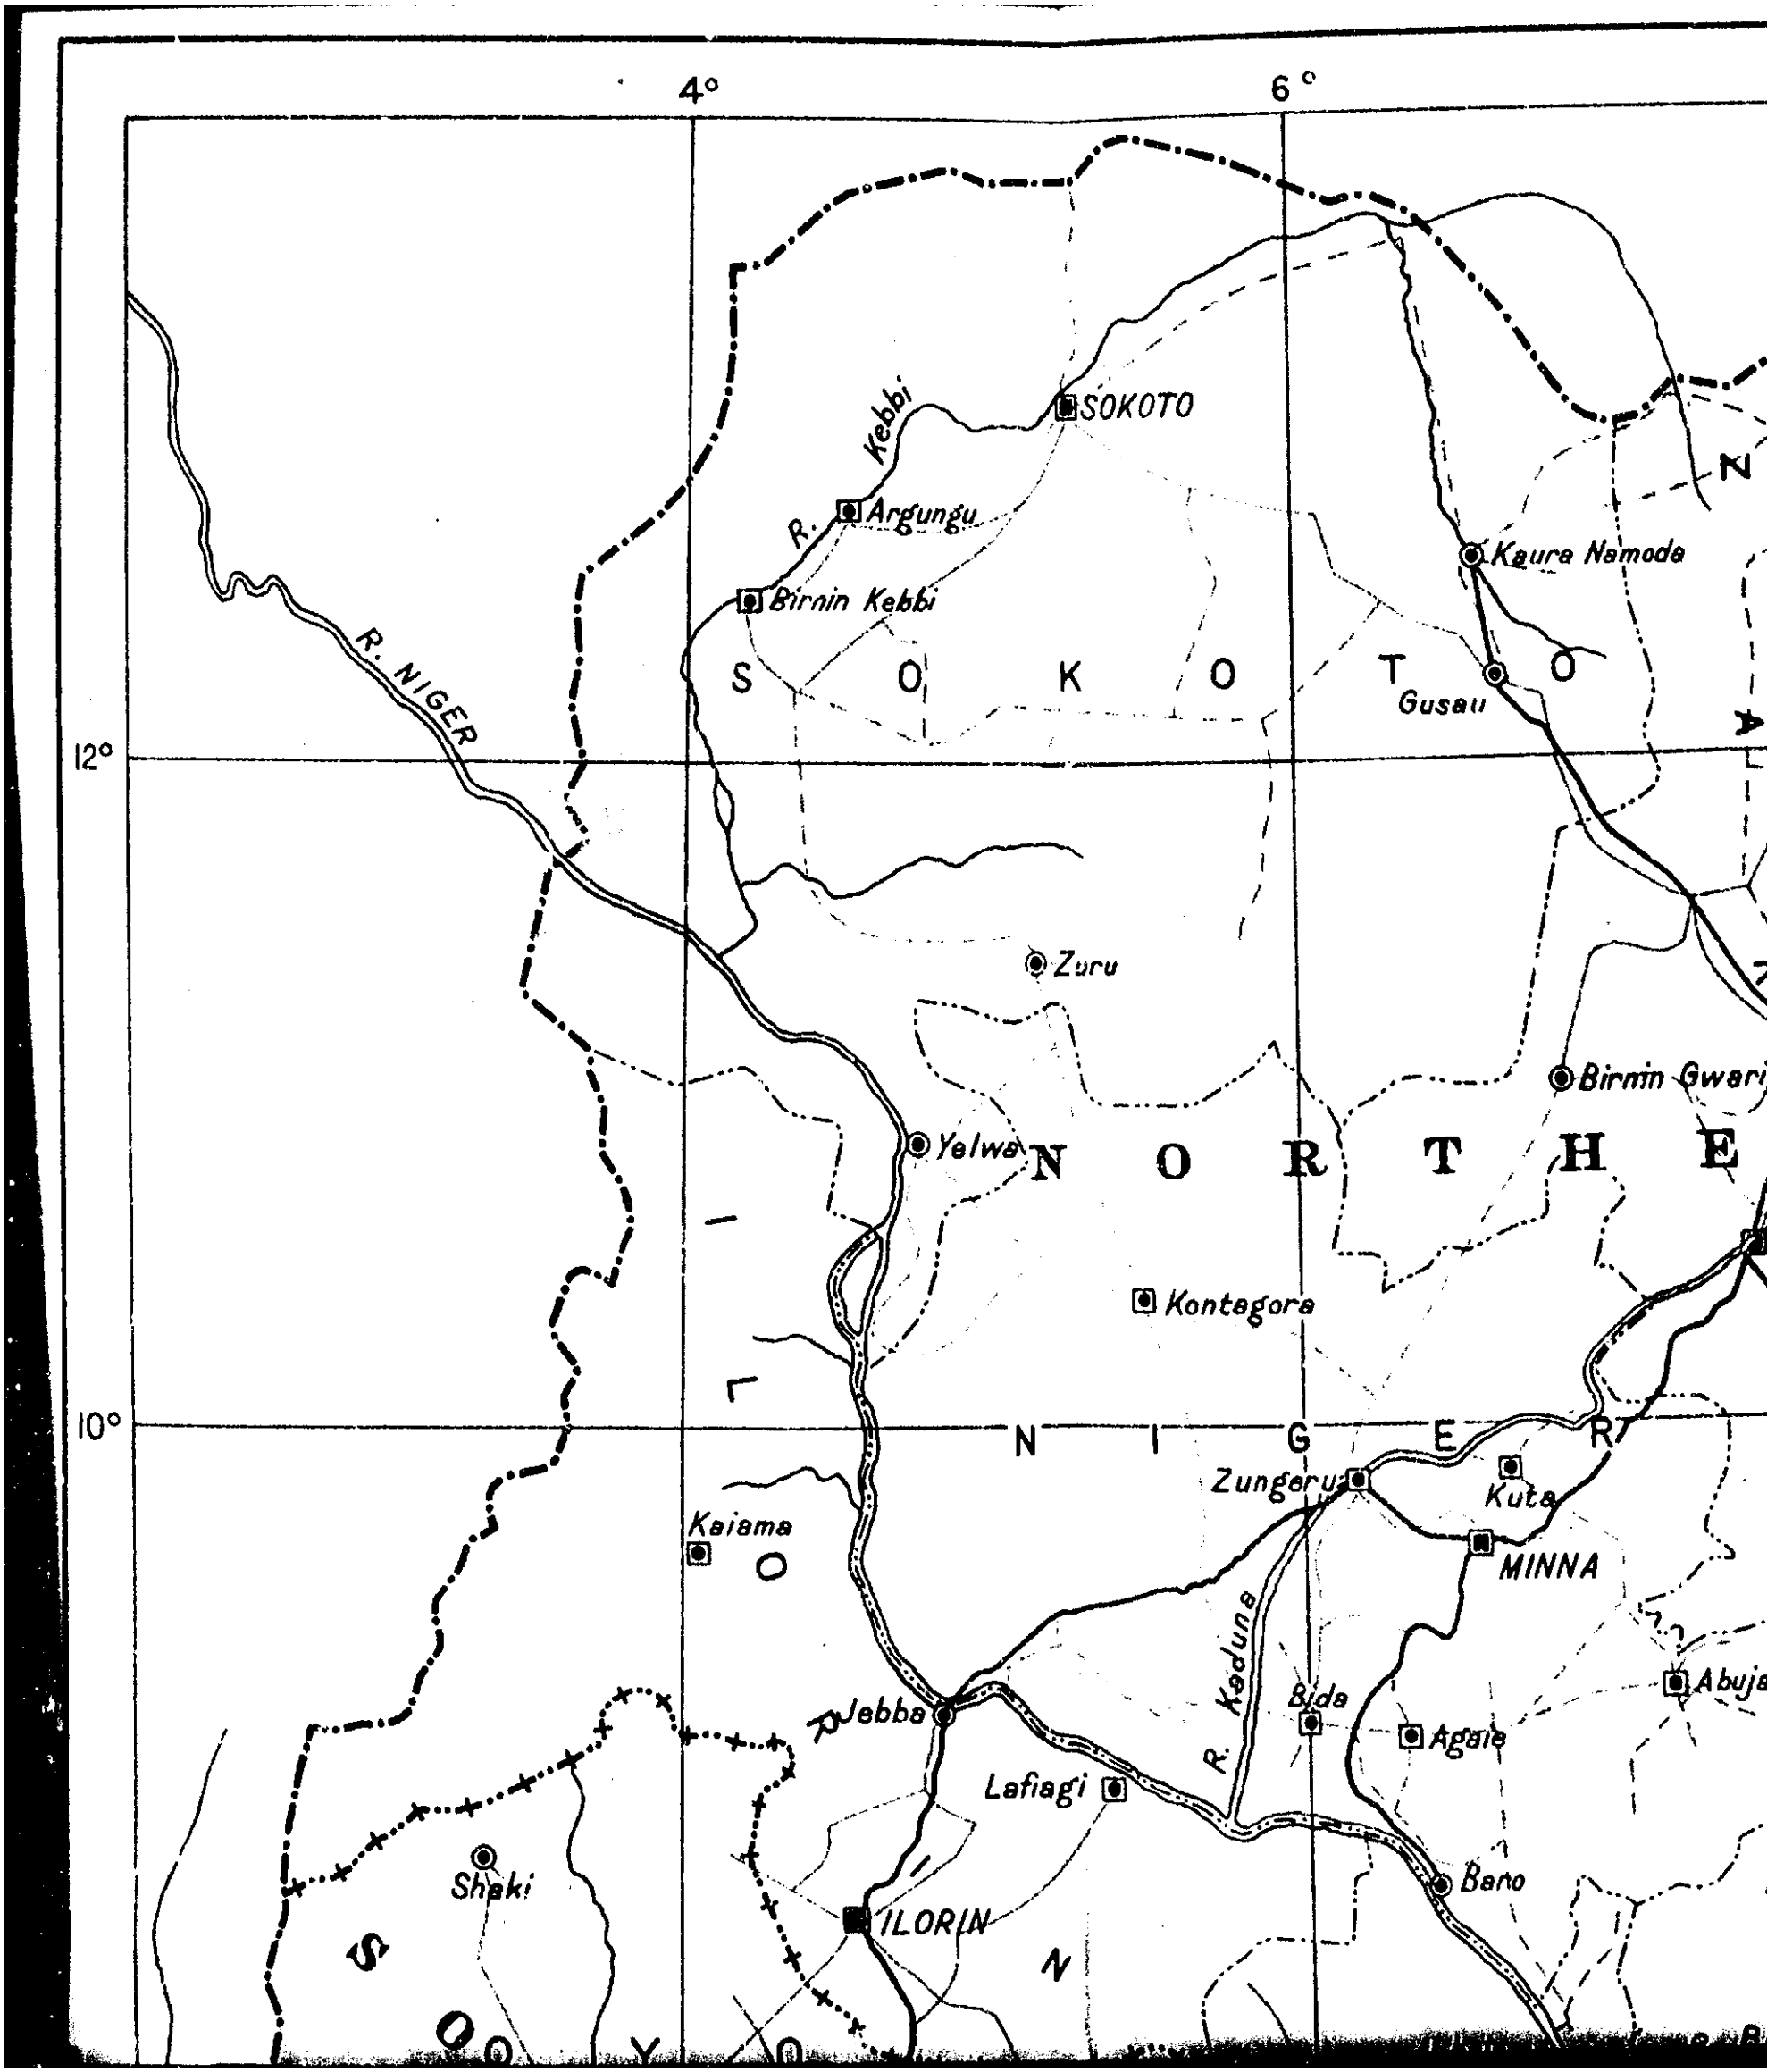 4° 6°
SOKOTO
R. Kebbi
Argungu
Kaura Namoda
Birnin Kebbi
R. NIGER
S O K O T O
Gusau
Z
A
12°
Zuru
Birnin Gwari
Yelwa
N O R T H E
Kontagora
10°
N I G E R
Zungeru
Kuta
Kaiama
MINNA
R. Kaduna
Bida
Abuja
Jebba
Agaie
Lafiagi
Baro
Shaki
ILORIN
I L O R I N
S O
O Y O